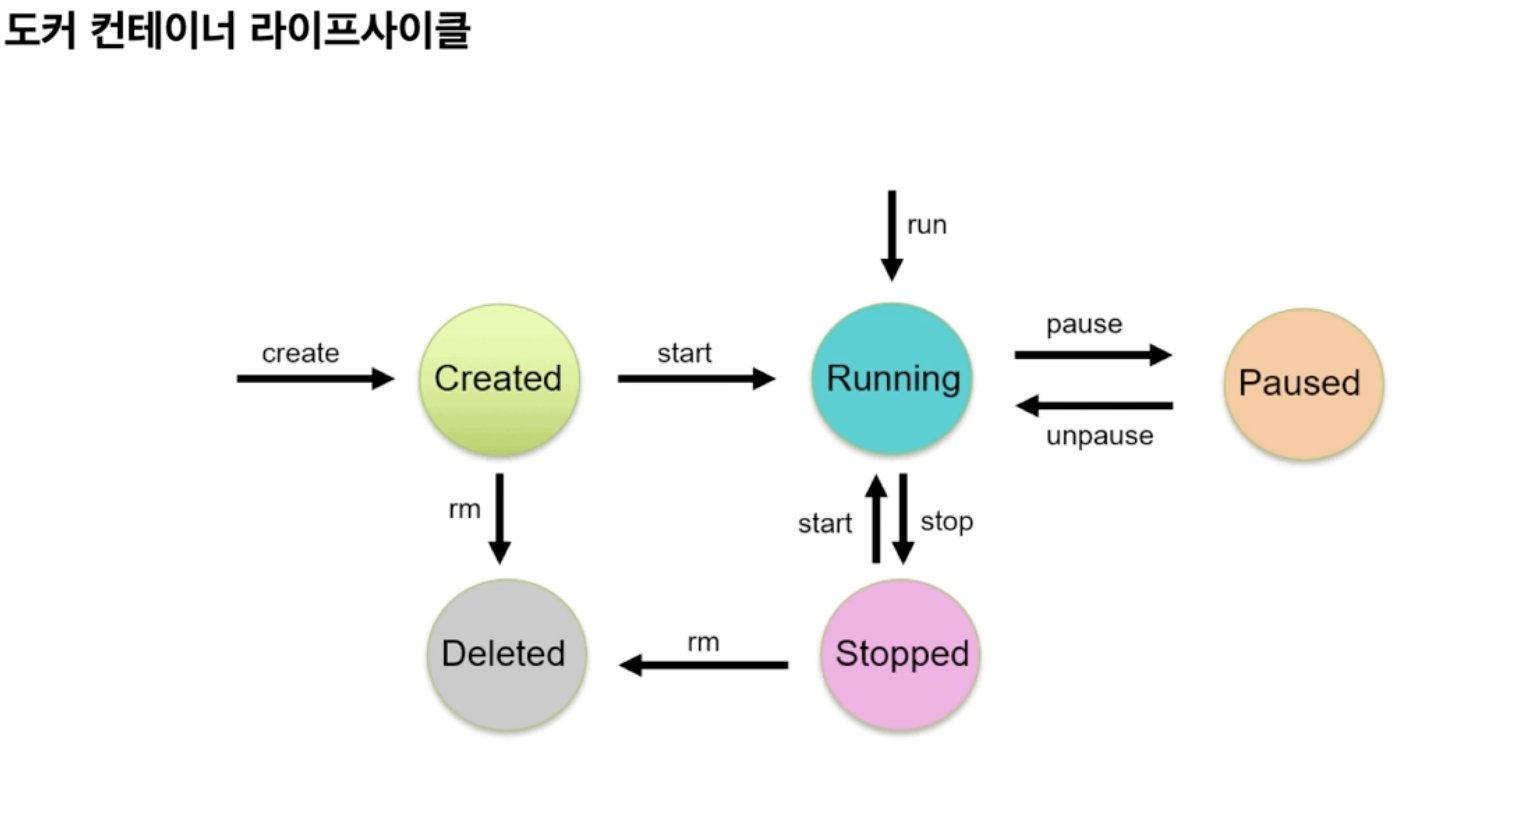 도커 컨테이너 라이프사이클
run
create
Created
start
Running
pause
unpause
Paused
rm
start
stop
Deleted
rm
Stopped